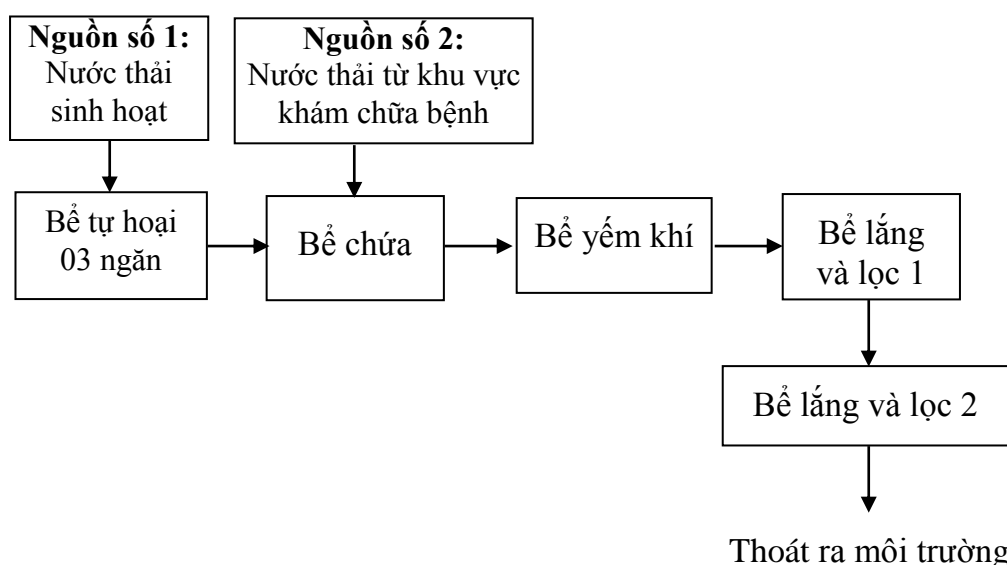 Nguồn số 1:
Nước thải
sinh hoạt
Nguồn số 2:
Nước thải từ khu vực
khám chữa bệnh
Bể tự hoại
03 ngăn
Bể chứa
Bể yếm khí
Bể lắng
và lọc 1
Bể lắng và lọc 2
Thoát ra môi trường